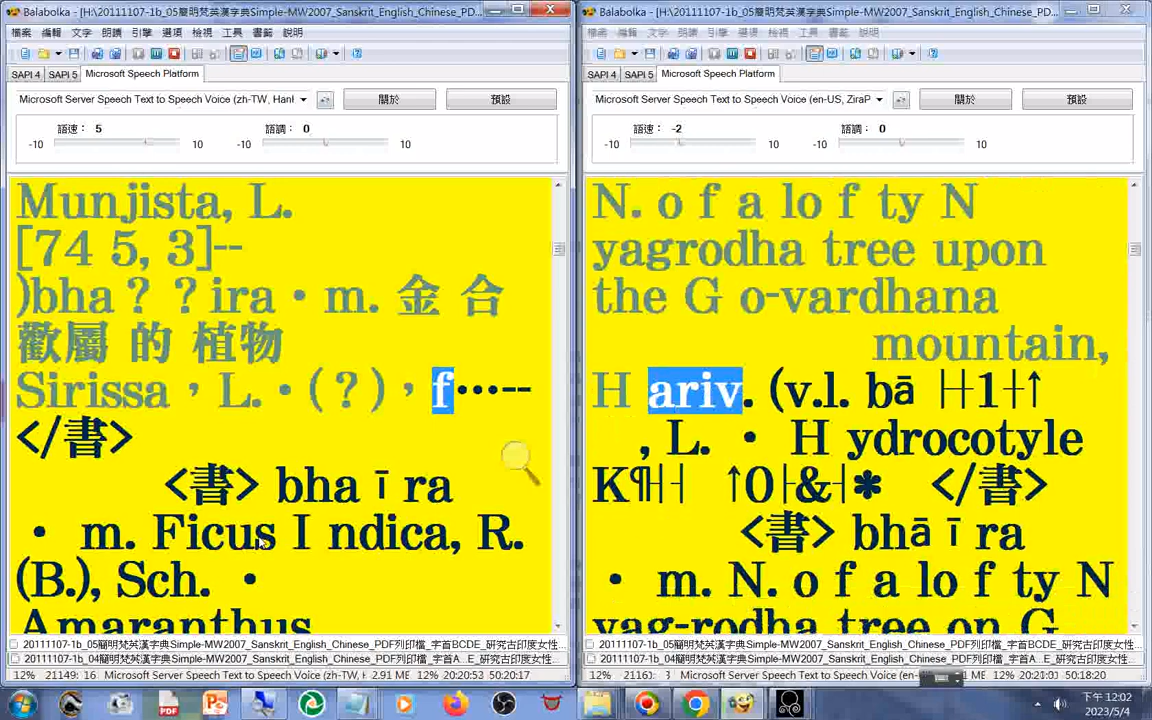 Balabolka - [H:\20111107-1b_05簡明梵英漢字典Simple-MW2007_Sanskrit_English_Chinese_PD...
檔案 編輯 文字 朗讀 引擎 選項 檢視 工具 書籤 說明
SAPI 4 SAPI 5 Microsoft Speech Platform
Microsoft Server Speech Text to Speech Voice (zh-TW, Hanl 關於 預設
語速： 5 語調： 0
-10 10 -10 10
Munjista, L.
[74 5, 3]--
)bha？？ira • m. 金 合
歡屬 的 植物
Sirissa，L. •(？)，f•••--
</書>
<書> bha ī ra
• m. Ficus I ndica, R.
(B.), Sch. •
Amaranthus
20111107-1b_05簡明梵英漢字典Simple-MW2007_Sanskrit_English_Chinese_PDF列印檔_字首BCDE_研究古印度女性...
20111107-1b_04簡明梵英漢字典Simple-MW2007_Sanskrit_English_Chinese_PDF列印檔_字首A...E_研究古印度女性...
12% 21149: 16 Microsoft Server Speech Text to Speech Voice (zh-TW, 2.91 MB 12% 20:20:53 50:20:17
Balabolka - [H:\20111107-1b_05簡明梵英漢字典Simple-MW2007_Sanskrit_English_Chinese_PD...
檔案 編輯 文字 朗讀 引擎 選項 檢視 工具 書籤 說明
SAPI 4 SAPI 5 Microsoft Speech Platform
Microsoft Server Speech Text to Speech Voice (en-US, ZiraP 關於 預設
語速： -2 語調： 0
-10 10 -10 10
N. o f a lo f ty N
yagrodha tree upon
the G o-vardhana
mountain,
H ariv. (v.l. bā
, L. • H ydrocotyle
</書>
<書> bhā ī ra
• m. N. o f a lo f ty N
yag-rodha tree on G
20111107-1b_05簡明梵英漢字典Simple-MW2007_Sanskrit_English_Chinese_PDF列印檔_字首BCDE_研究古印度女性...
20111107-1b_04簡明梵英漢字典Simple-MW2007_Sanskrit_English_Chinese_PDF列印檔_字首A...E_研究古印度女性...
12% Microsoft Server Speech Text to Speech Voice 12% 50:18:20
下午 12:02
2023/5/4